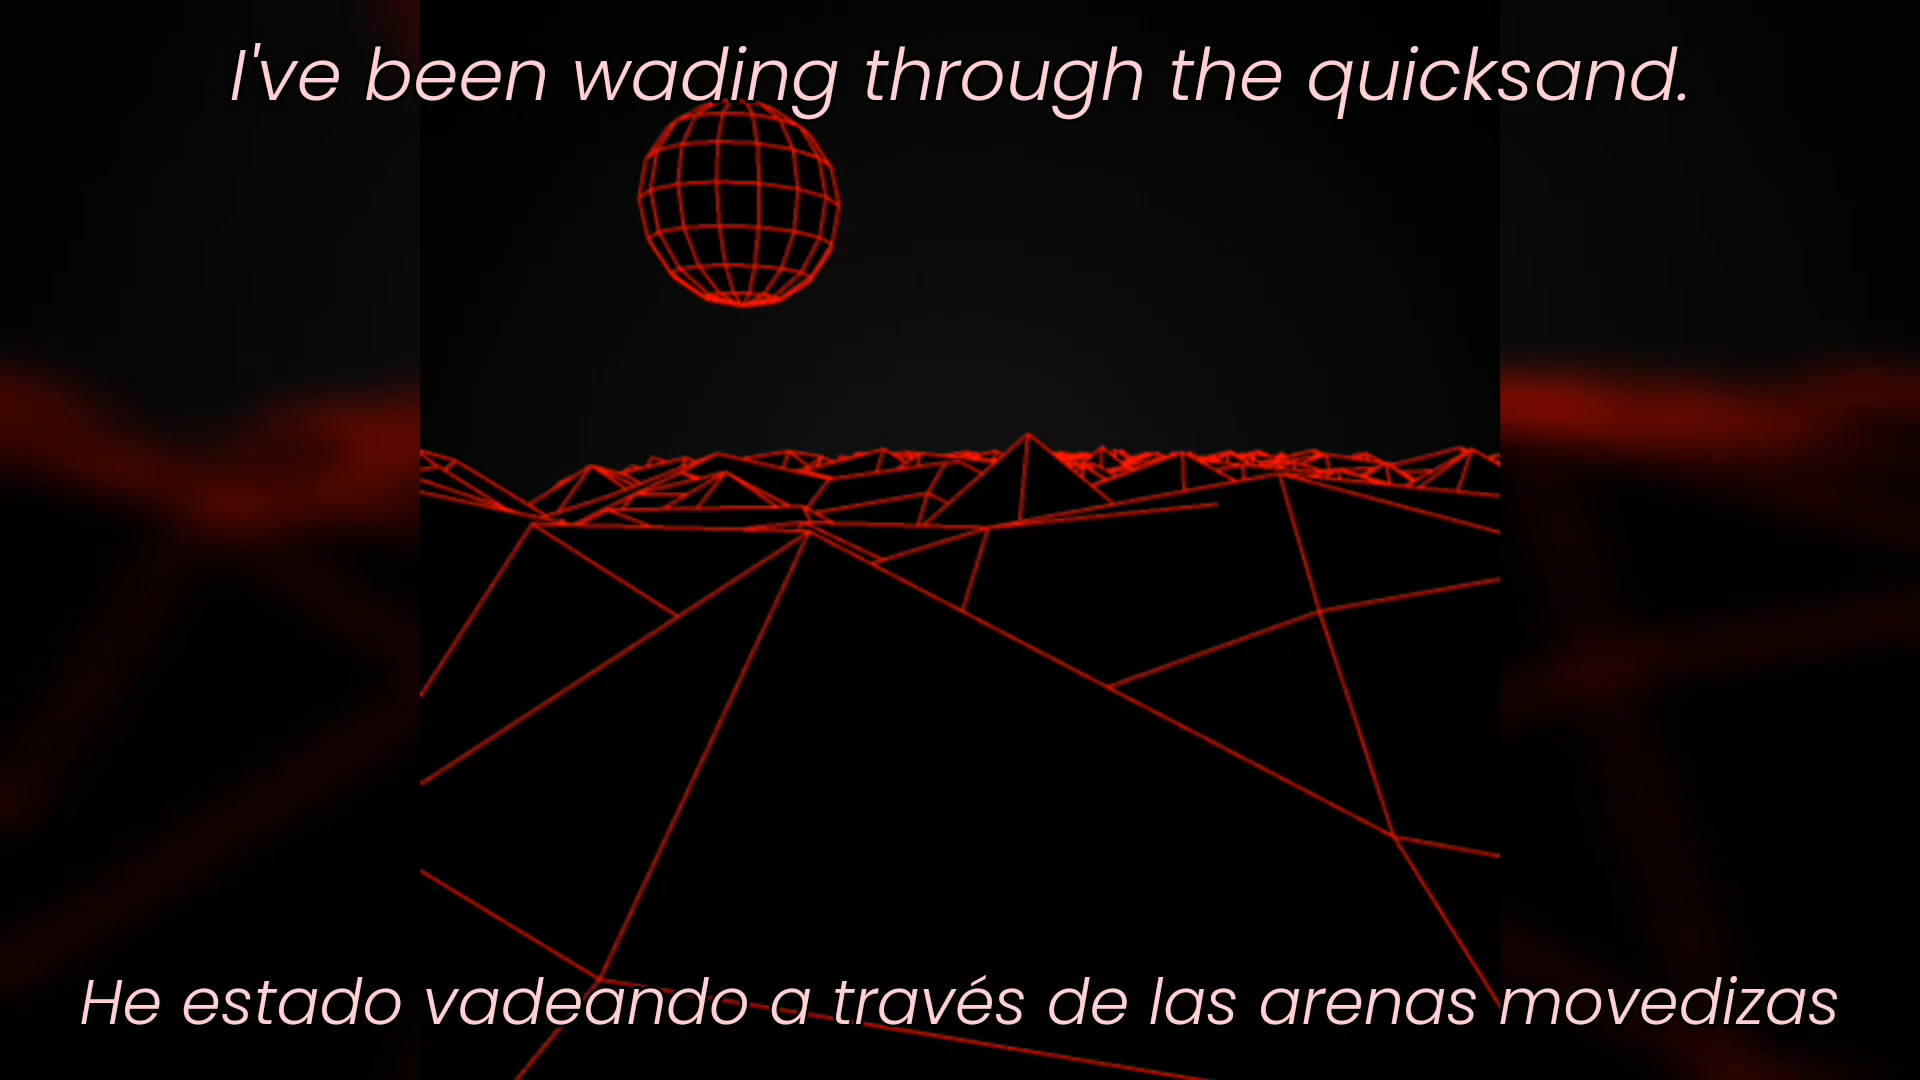 I've been wading through the quicksand.
He estado vadeando a través de las arenas movedizas